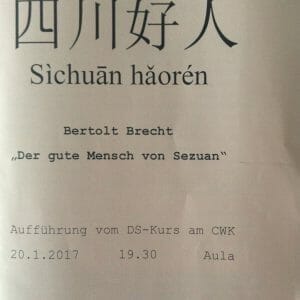 四川好人
Sìchuān hǎorén
Bertolt Brecht
„Der gute Mensch von Sezuan“
Aufführung vom DS-Kurs am CWK
20.1.2017 19.30 Aula